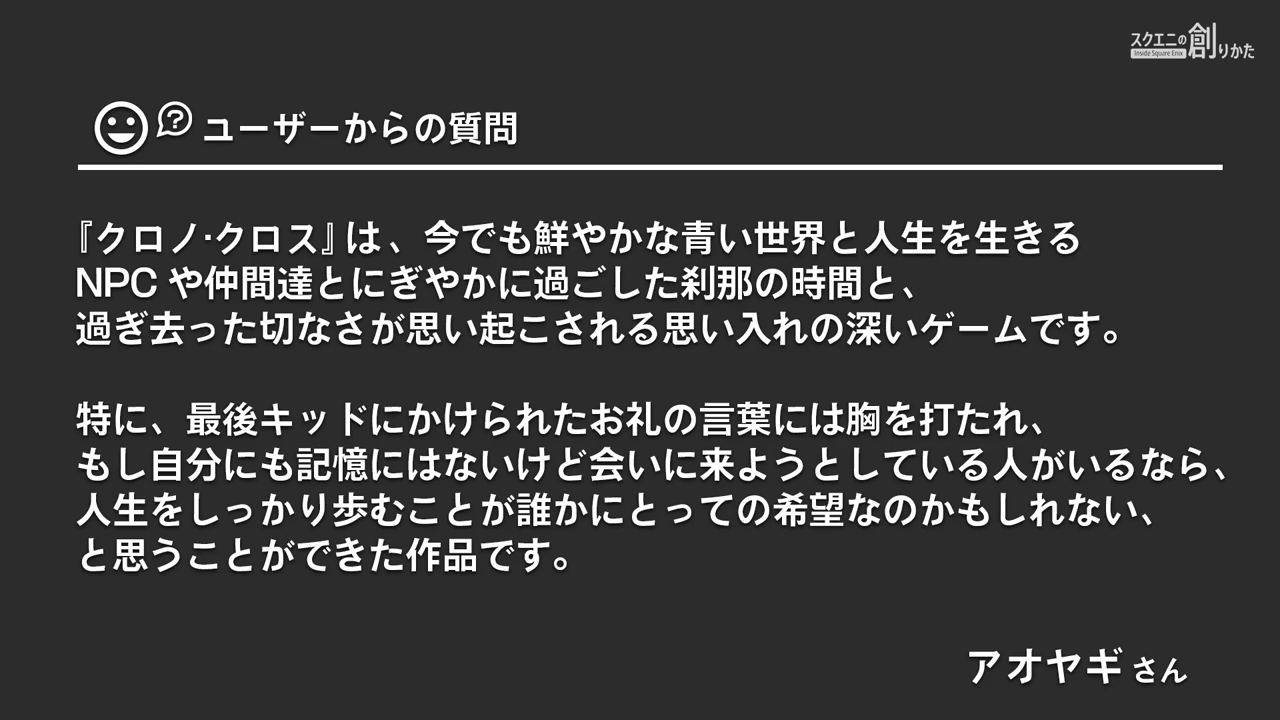 スクエニの創りかた
Inside Square Enix
ユーザーからの質問
『クロノ·クロス』は、今でも鮮やかな青い世界と人生を生きる
NPC や仲間達とにぎやかに過ごした刹那の時間と、
過ぎ去った切なさが思い起こされる思い入れの深いゲームです。
特に、最後キッドにかけられたお礼の言葉には胸を打たれ、
もし自分にも記憶にはないけど会いに来ようとしている人がいるなら、
人生をしっかり歩むことが誰かにとっての希望なのかもしれない、
と思うことができた作品です。
アオヤギ さん